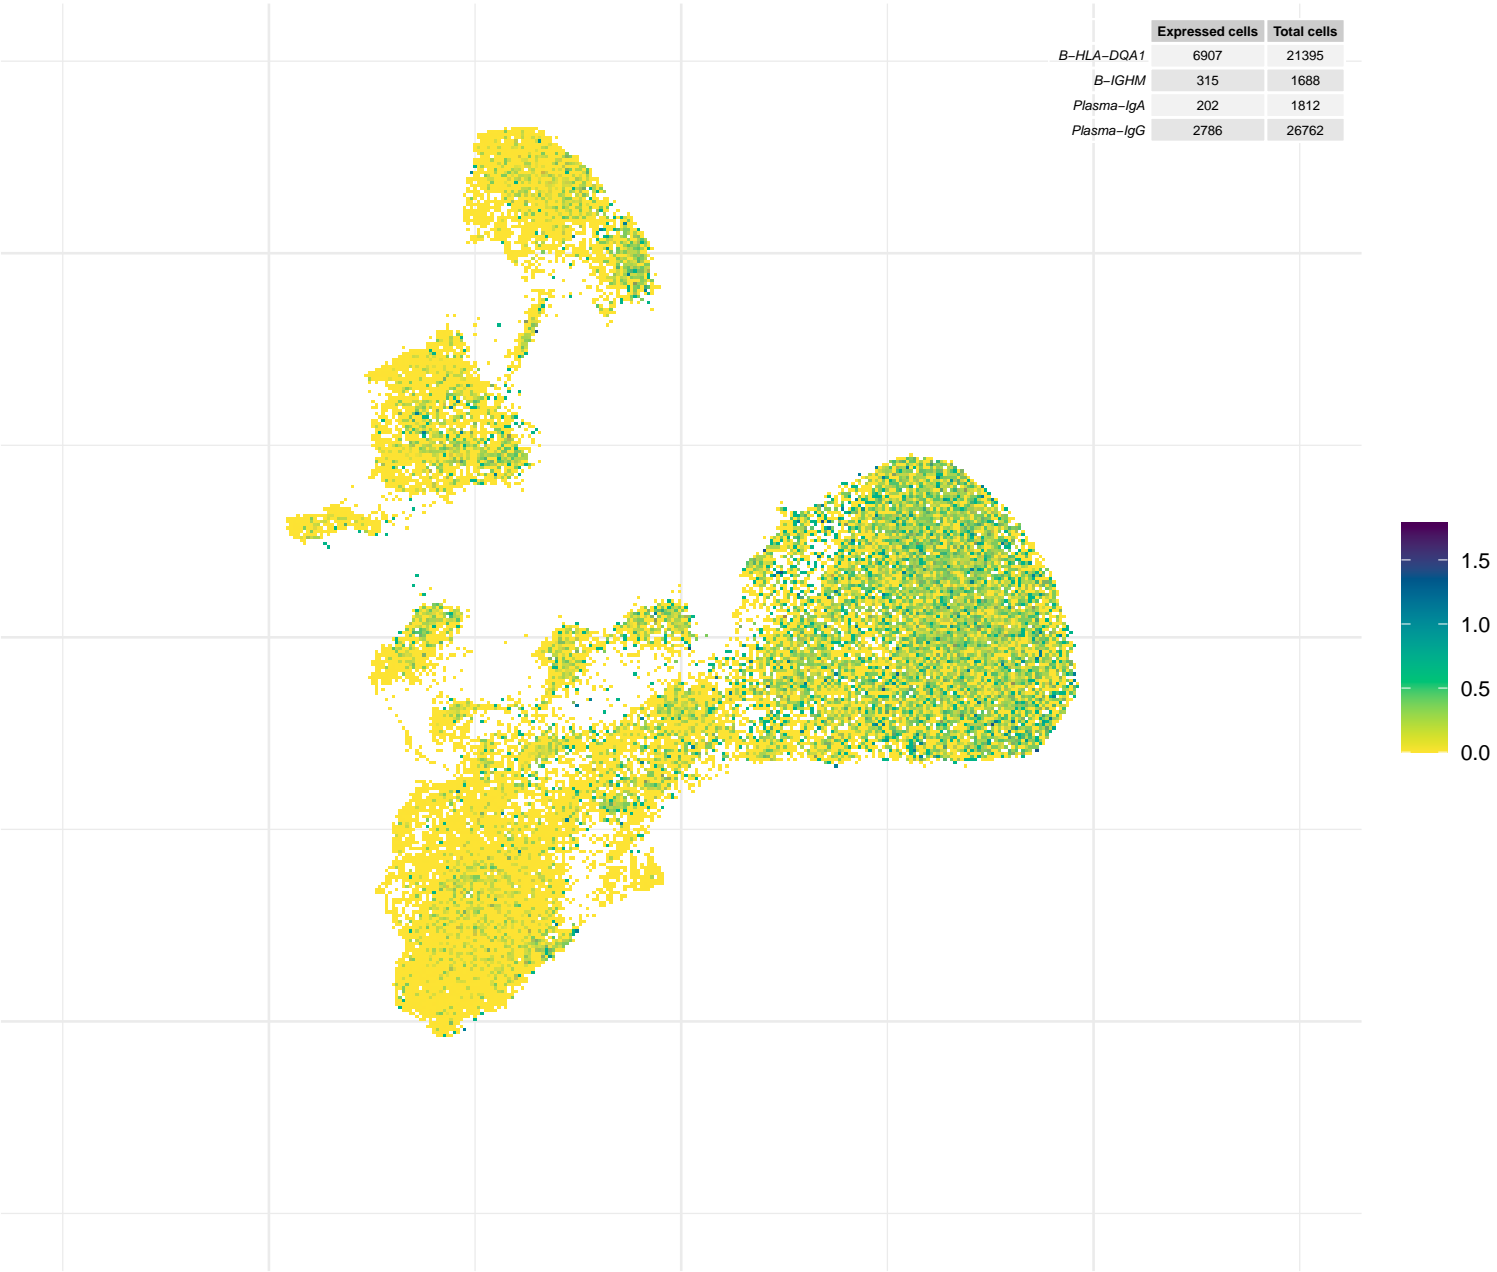 Expressed cells Total cells
B−HLA−DQA1 6907 21395
B−IGHM 315 1688
Plasma−IgA 202 1812
Plasma−IgG 2786 26762
1.5
1.0
0.5
0.0